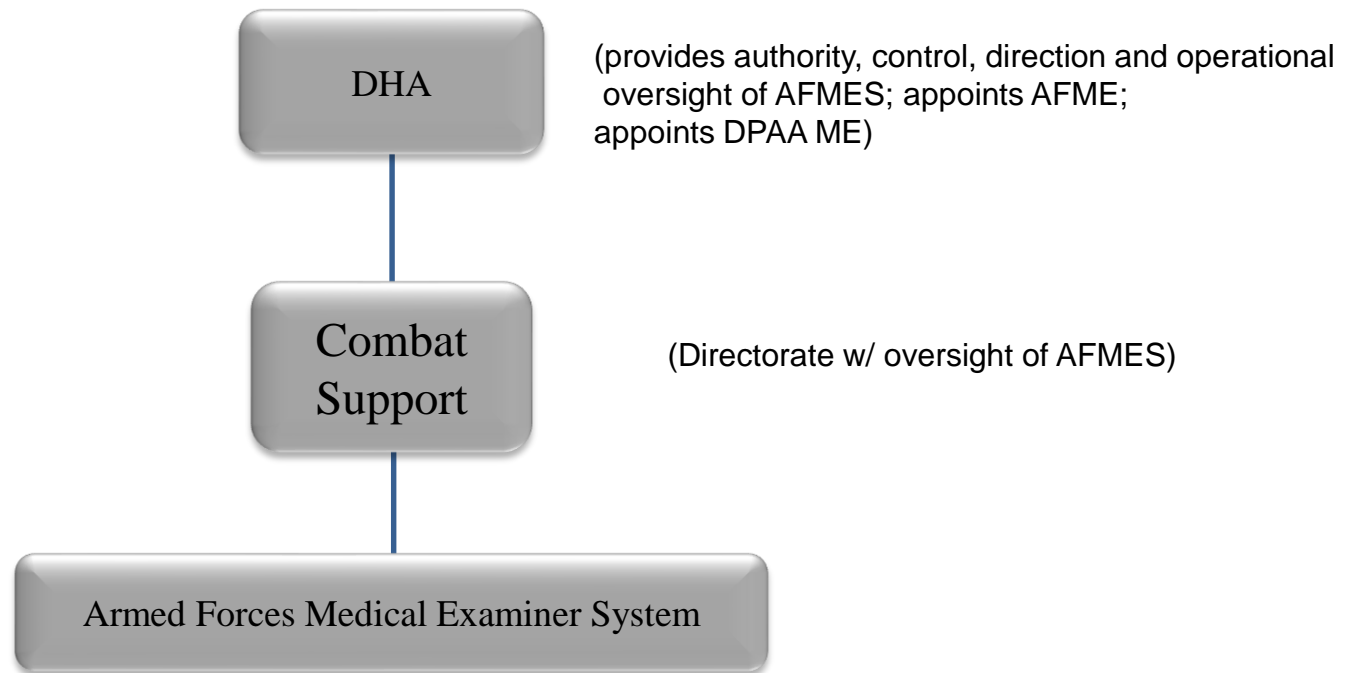 DHA
(provides authority, control, direction and operational
oversight of AFMES; appoints AFME;
appoints DPAA ME)
Combat
Support
(Directorate w/ oversight of AFMES)
Armed Forces Medical Examiner System